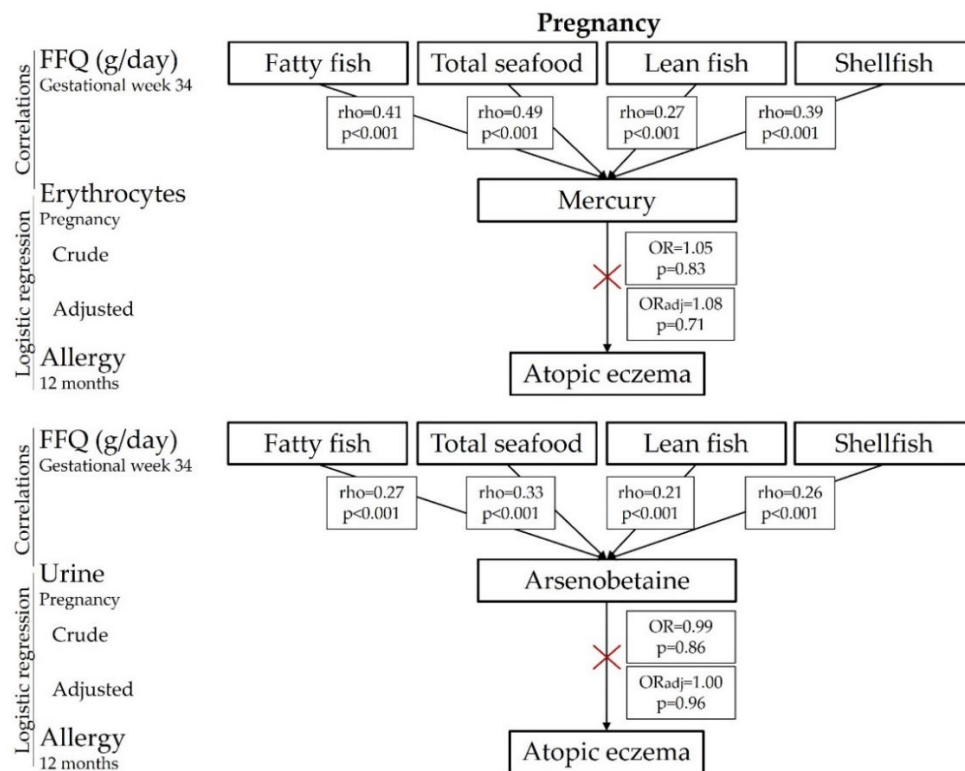 Pregnancy
FFQ (g/day)
Gestational week 34
Fatty fish
Total seafood
Lean fish
Shellfish
Correlations
rho=0.41
p<0.001
rho=0.49
p<0.001
rho=0.27
p<0.001
rho=0.39
p<0.001
Erythrocytes
Pregnancy
Mercury
Logistic regression
Crude
OR=1.05
p=0.83
Adjusted
ORadj=1.08
p=0.71
Allergy
12 months
Atopic eczema
FFQ (g/day)
Gestational week 34
Fatty fish
Total seafood
Lean fish
Shellfish
Correlations
rho=0.27
p<0.001
rho=0.33
p<0.001
rho=0.21
p<0.001
rho=0.26
p<0.001
Urine
Pregnancy
Arsenobetaine
Logistic regression
Crude
OR=0.99
p=0.86
Adjusted
ORadj=1.00
p=0.96
Allergy
12 months
Atopic eczema